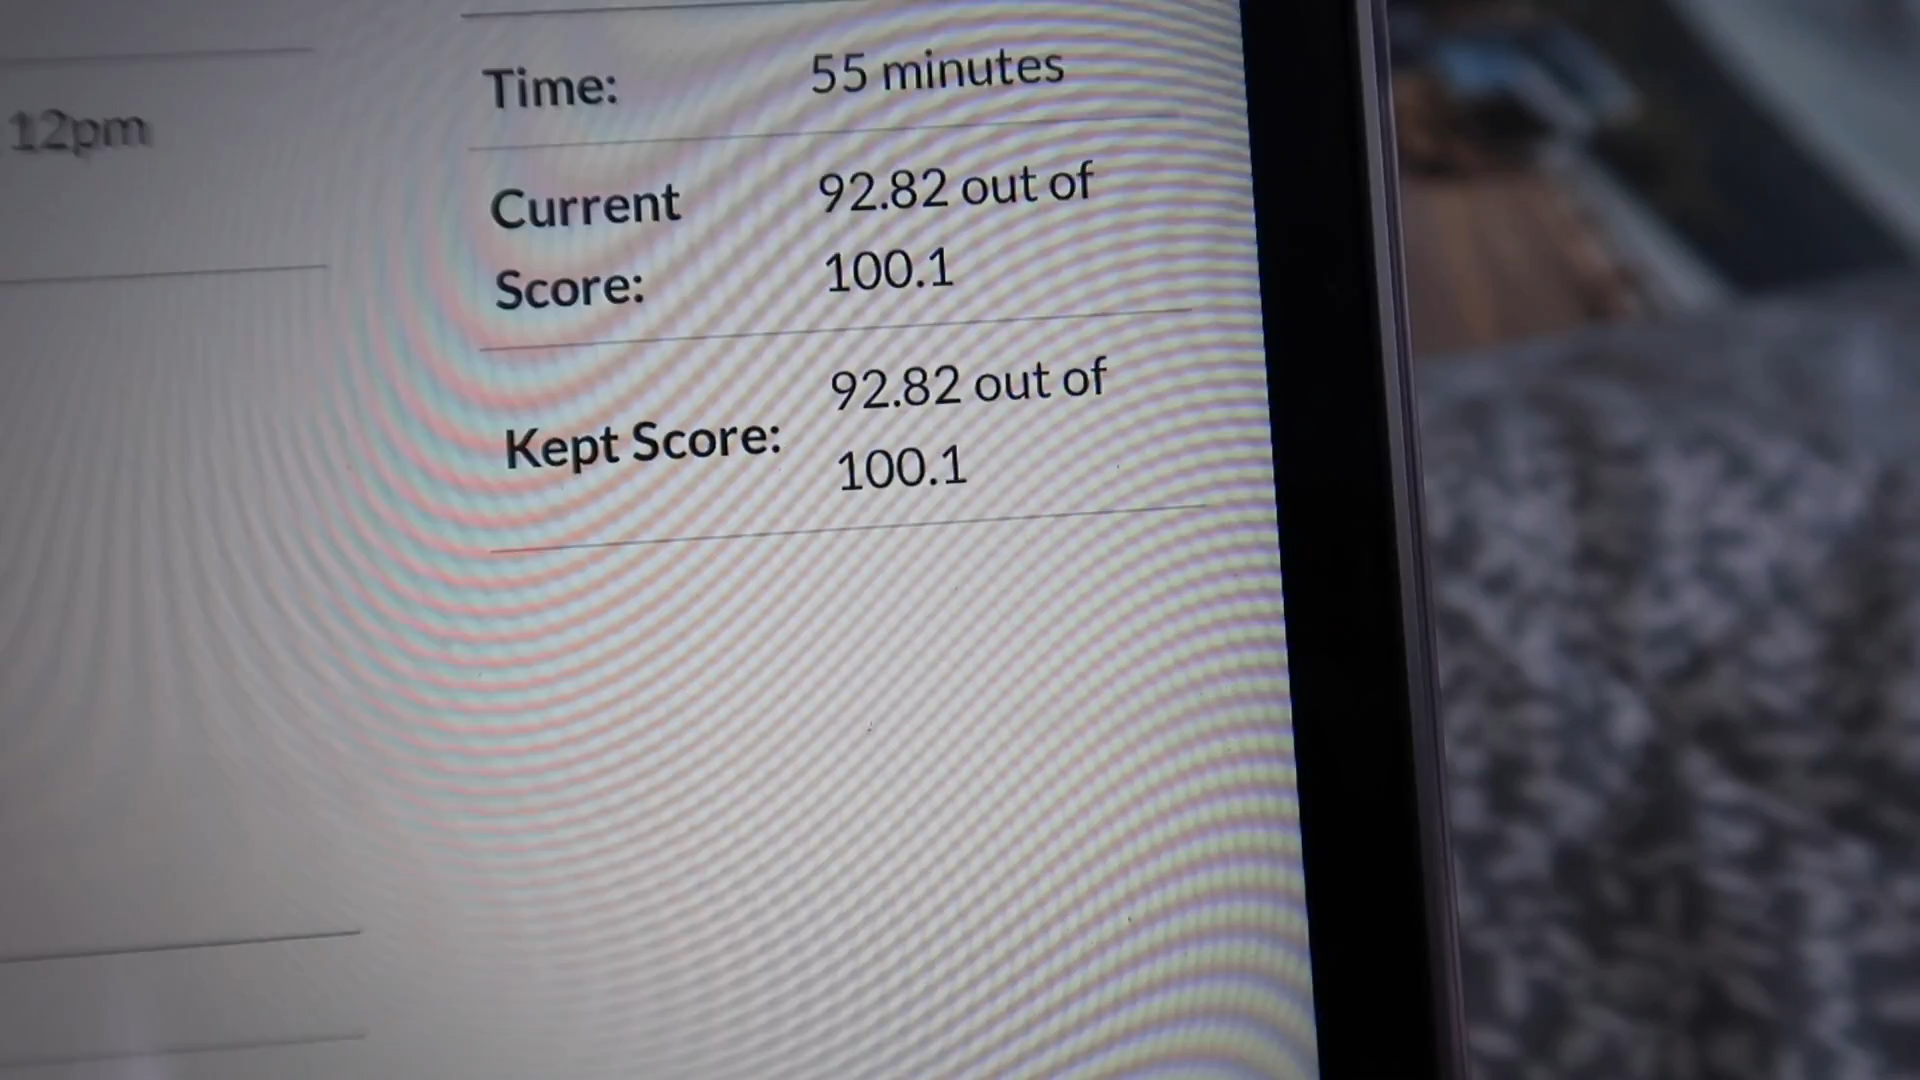 12pm
Time: 55 minutes
Current Score: 92.82 out of 100.1
Kept Score: 92.82 out of 100.1